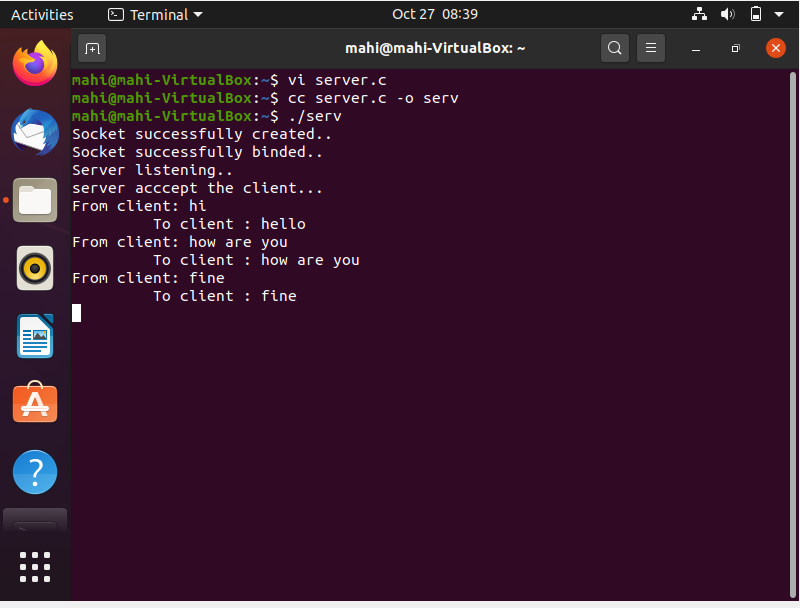 Activities Terminal Oct 27 08:39
mahi@mahi-VirtualBox: ~
mahi@mahi-VirtualBox:~$ vi server.c
mahi@mahi-VirtualBox:~$ cc server.c -o serv
mahi@mahi-VirtualBox:~$ ./serv
Socket successfully created..
Socket successfully binded..
Server listening..
server acccept the client...
From client: hi
To client : hello
From client: how are you
To client : how are you
From client: fine
To client : fine